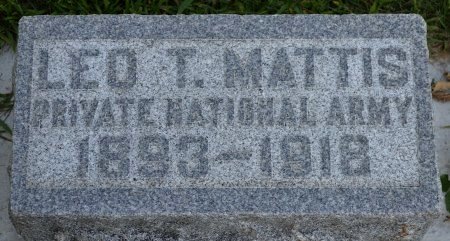 LEO T. MATTIS
PRIVATE NATIONAL ARMY
1893-1918